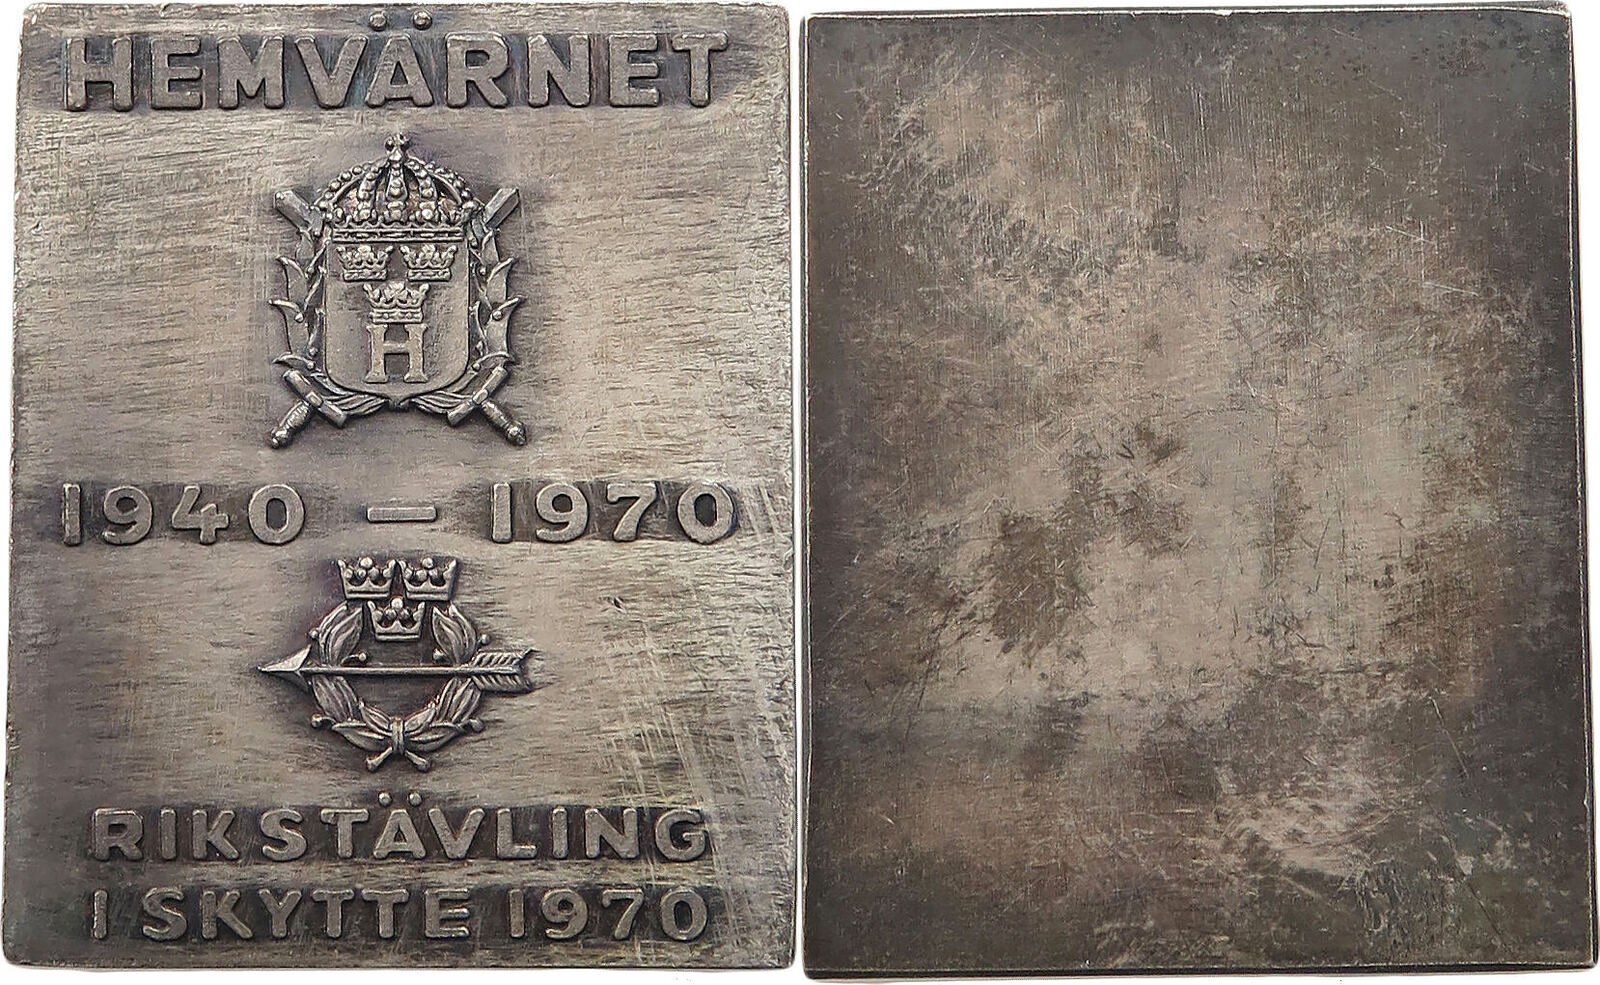 HEMVÄRNET
H
1940 — 1970
RIKSTÄVLING
I SKYTTE 1970